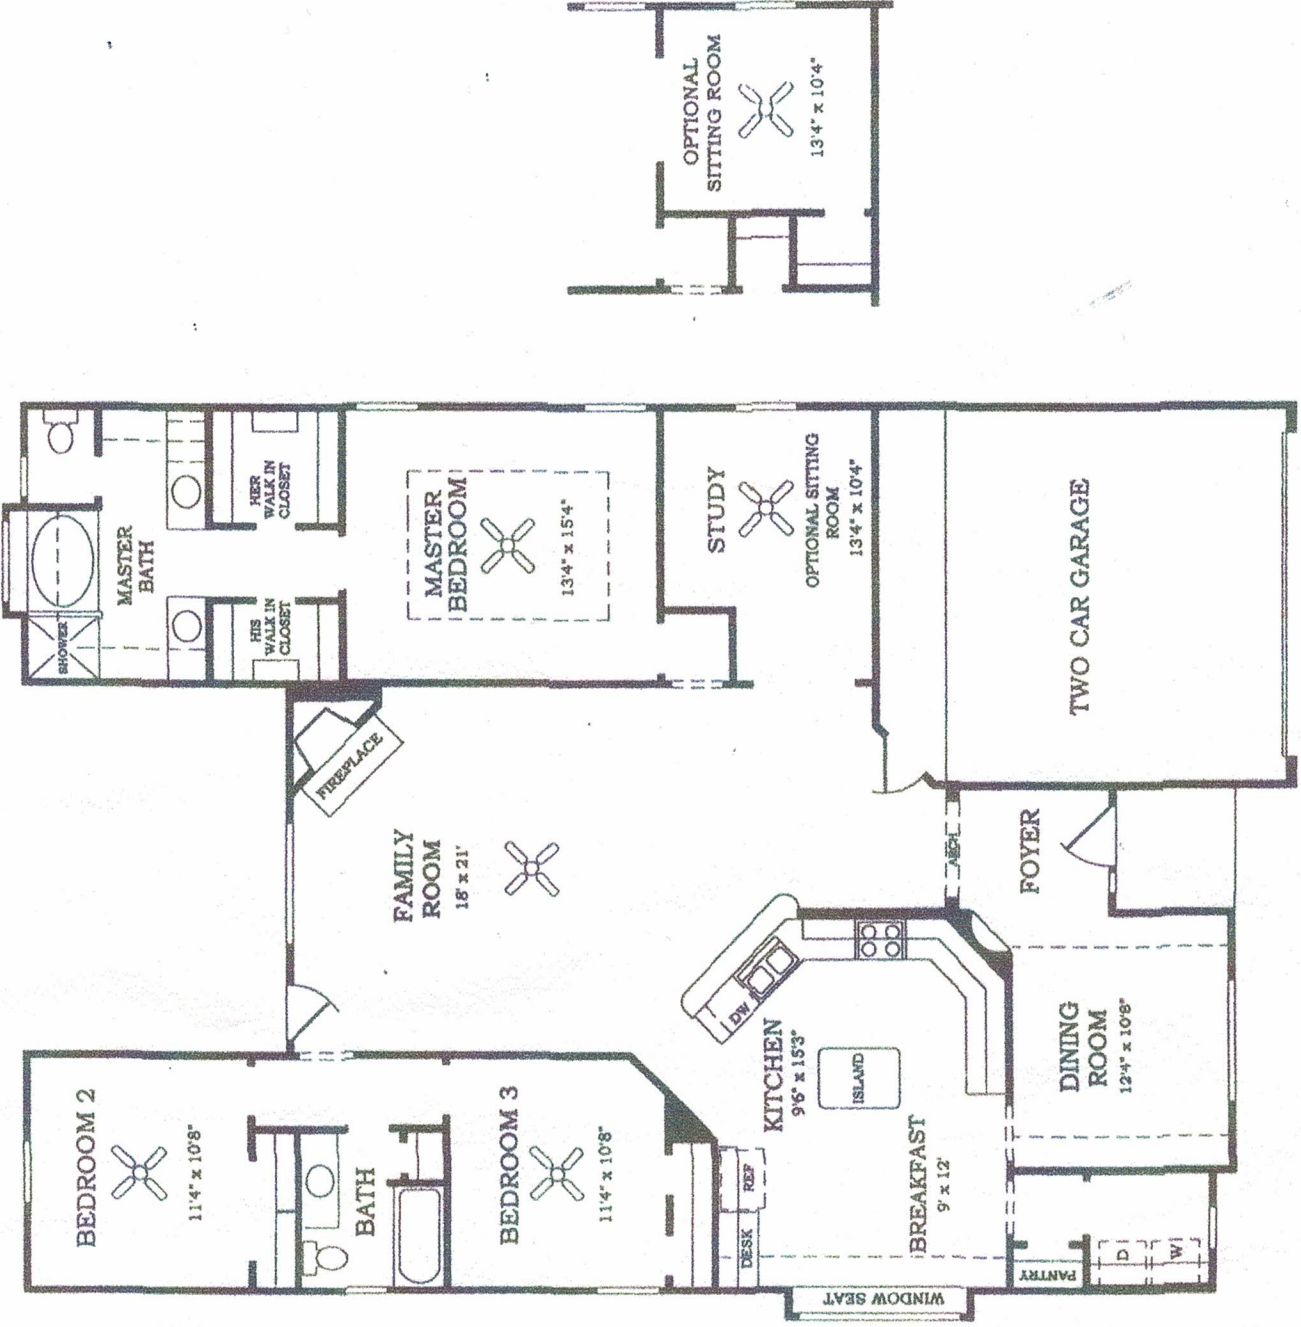 OPTIONAL
SITTING ROOM
13'4" x 10'4"
MASTER
BATH
SHOWER
HER
WALK IN
CLOSET
HIS
WALK IN
CLOSET
MASTER
BEDROOM
13'4" x 15'4"
STUDY
OPTIONAL SITTING
ROOM
13'4" x 10'4"
TWO CAR GARAGE
FIREPLACE
FAMILY
ROOM
18' x 21'
ARCH
FOYER
BEDROOM 2
11'4" x 10'8"
BATH
BEDROOM 3
11'4" x 10'8"
DW
KITCHEN
9'6" x 15'3"
ISLAND
REF
DESK
BREAKFAST
9' x 12'
WINDOW SEAT
DINING
ROOM
12'4" x 10'8"
PANTRY
D
W